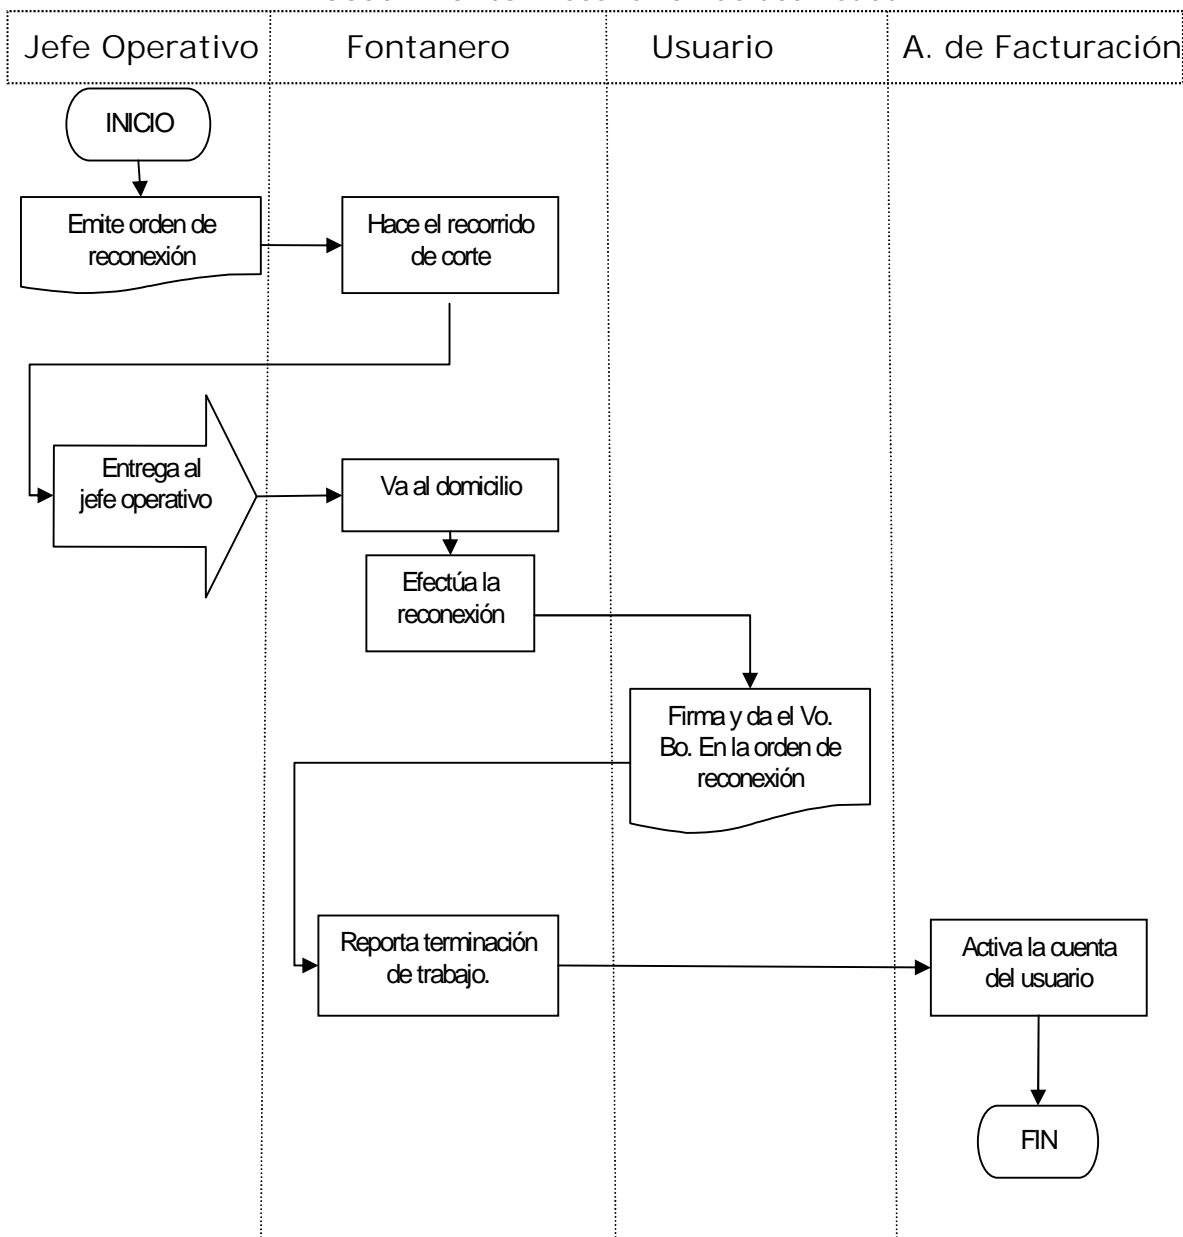 Jefe Operativo
Fontanero
Usuario
A. de Facturación
INICIO
Emite orden de
reconexión
Hace el recorrido
de corte
Entrega al
jefe operativo
Va al domicilio
Efectúa la
reconexión
Firma y da el Vo.
Bo. En la orden de
reconexión
Reporta terminación
de trabajo.
Activa la cuenta
del usuario
FIN